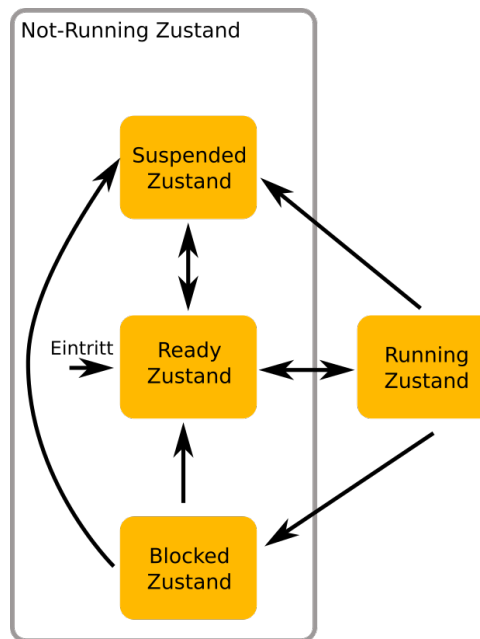 Not-Running Zustand
Suspended
Zustand
Eintritt
Ready
Zustand
Running
Zustand
Blocked
Zustand